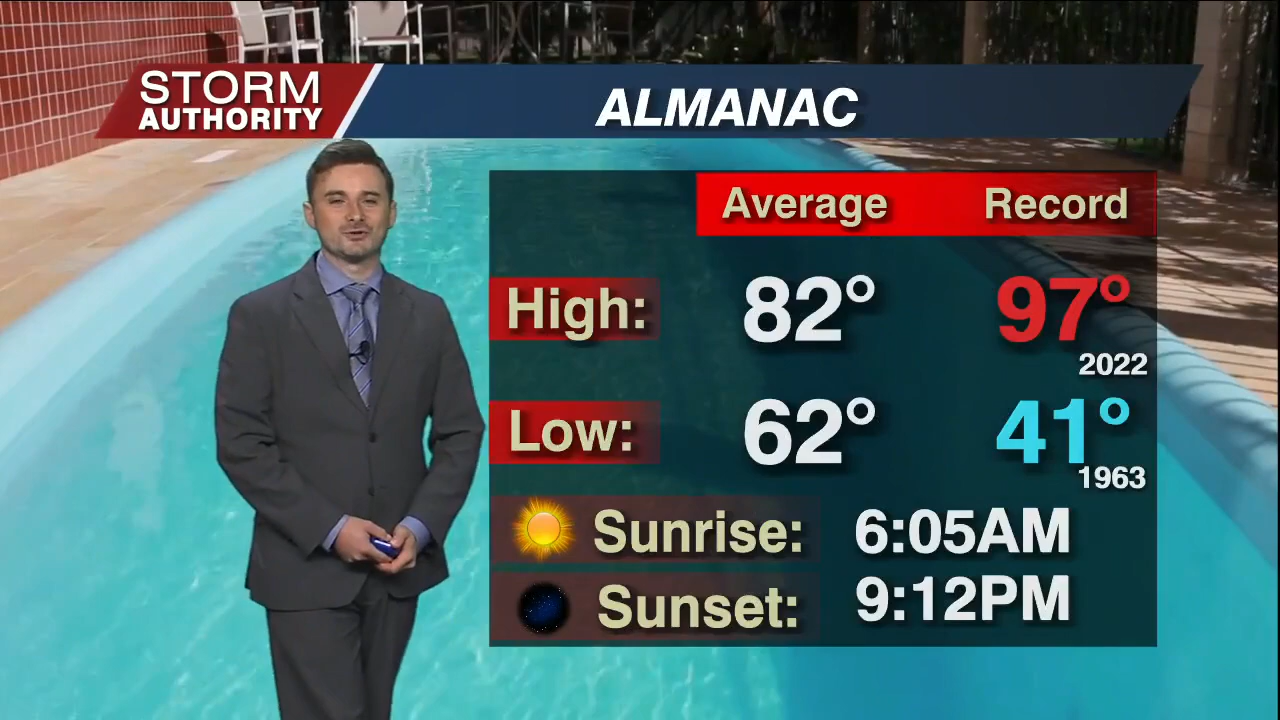 STORM
AUTHORITY
ALMANAC
Average Record
High: 82° 97°
2022
Low: 62° 41°
1963
Sunrise: 6:05AM
Sunset: 9:12PM